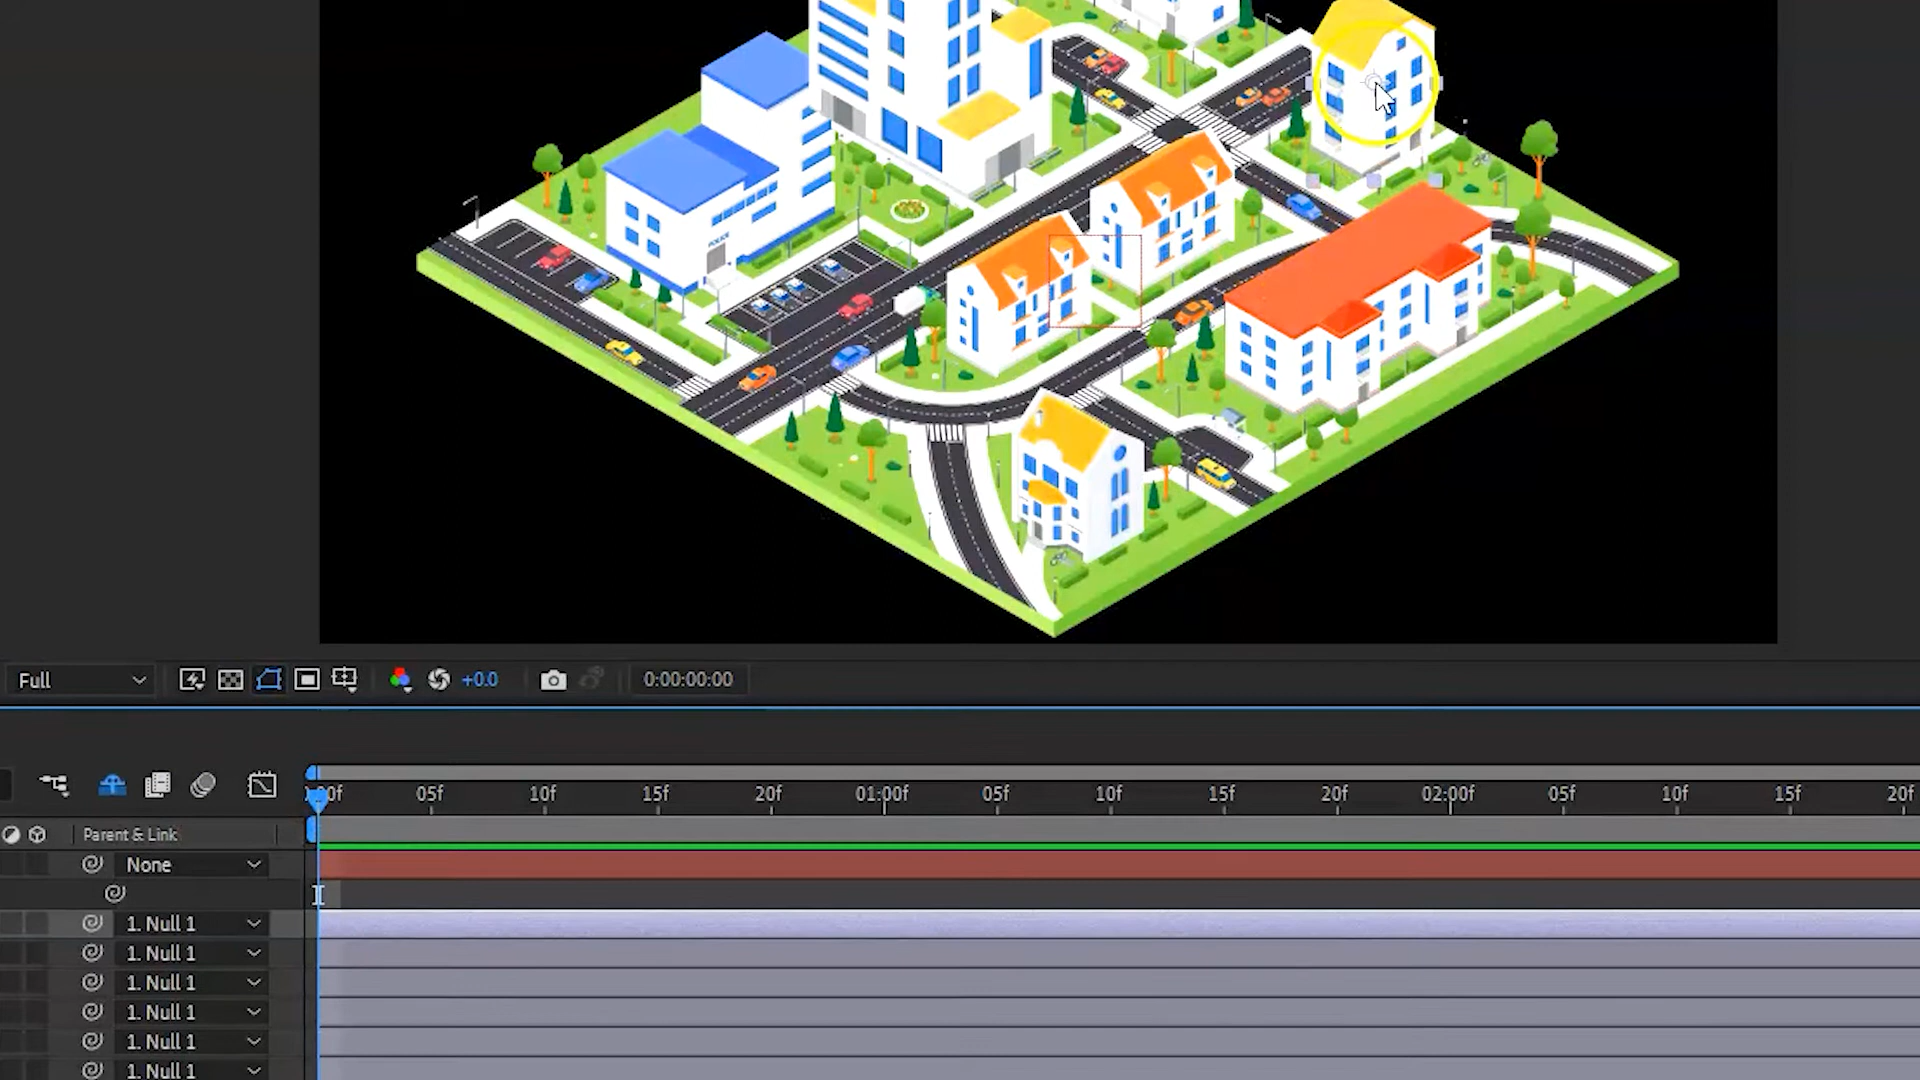 POLICE
Full
+0.0
0:00:00:00
05f 10f 15f 20f 01:00f 05f 10f 15f 20f 02:00f 05f 10f 15f 20f
Parent & Link
None
1. Null 1
1. Null 1
1. Null 1
1. Null 1
1. Null 1
1. Null 1